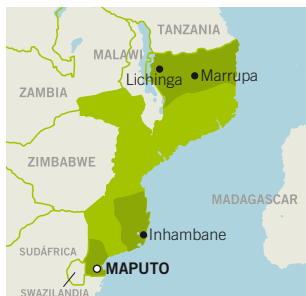 TANZANIA
MALAWI
Lichinga
Marrupa
ZAMBIA
ZIMBABWE
MADAGASCAR
Inhambane
SUDÁFRICA
MAPUTO
SWAZILANDIA